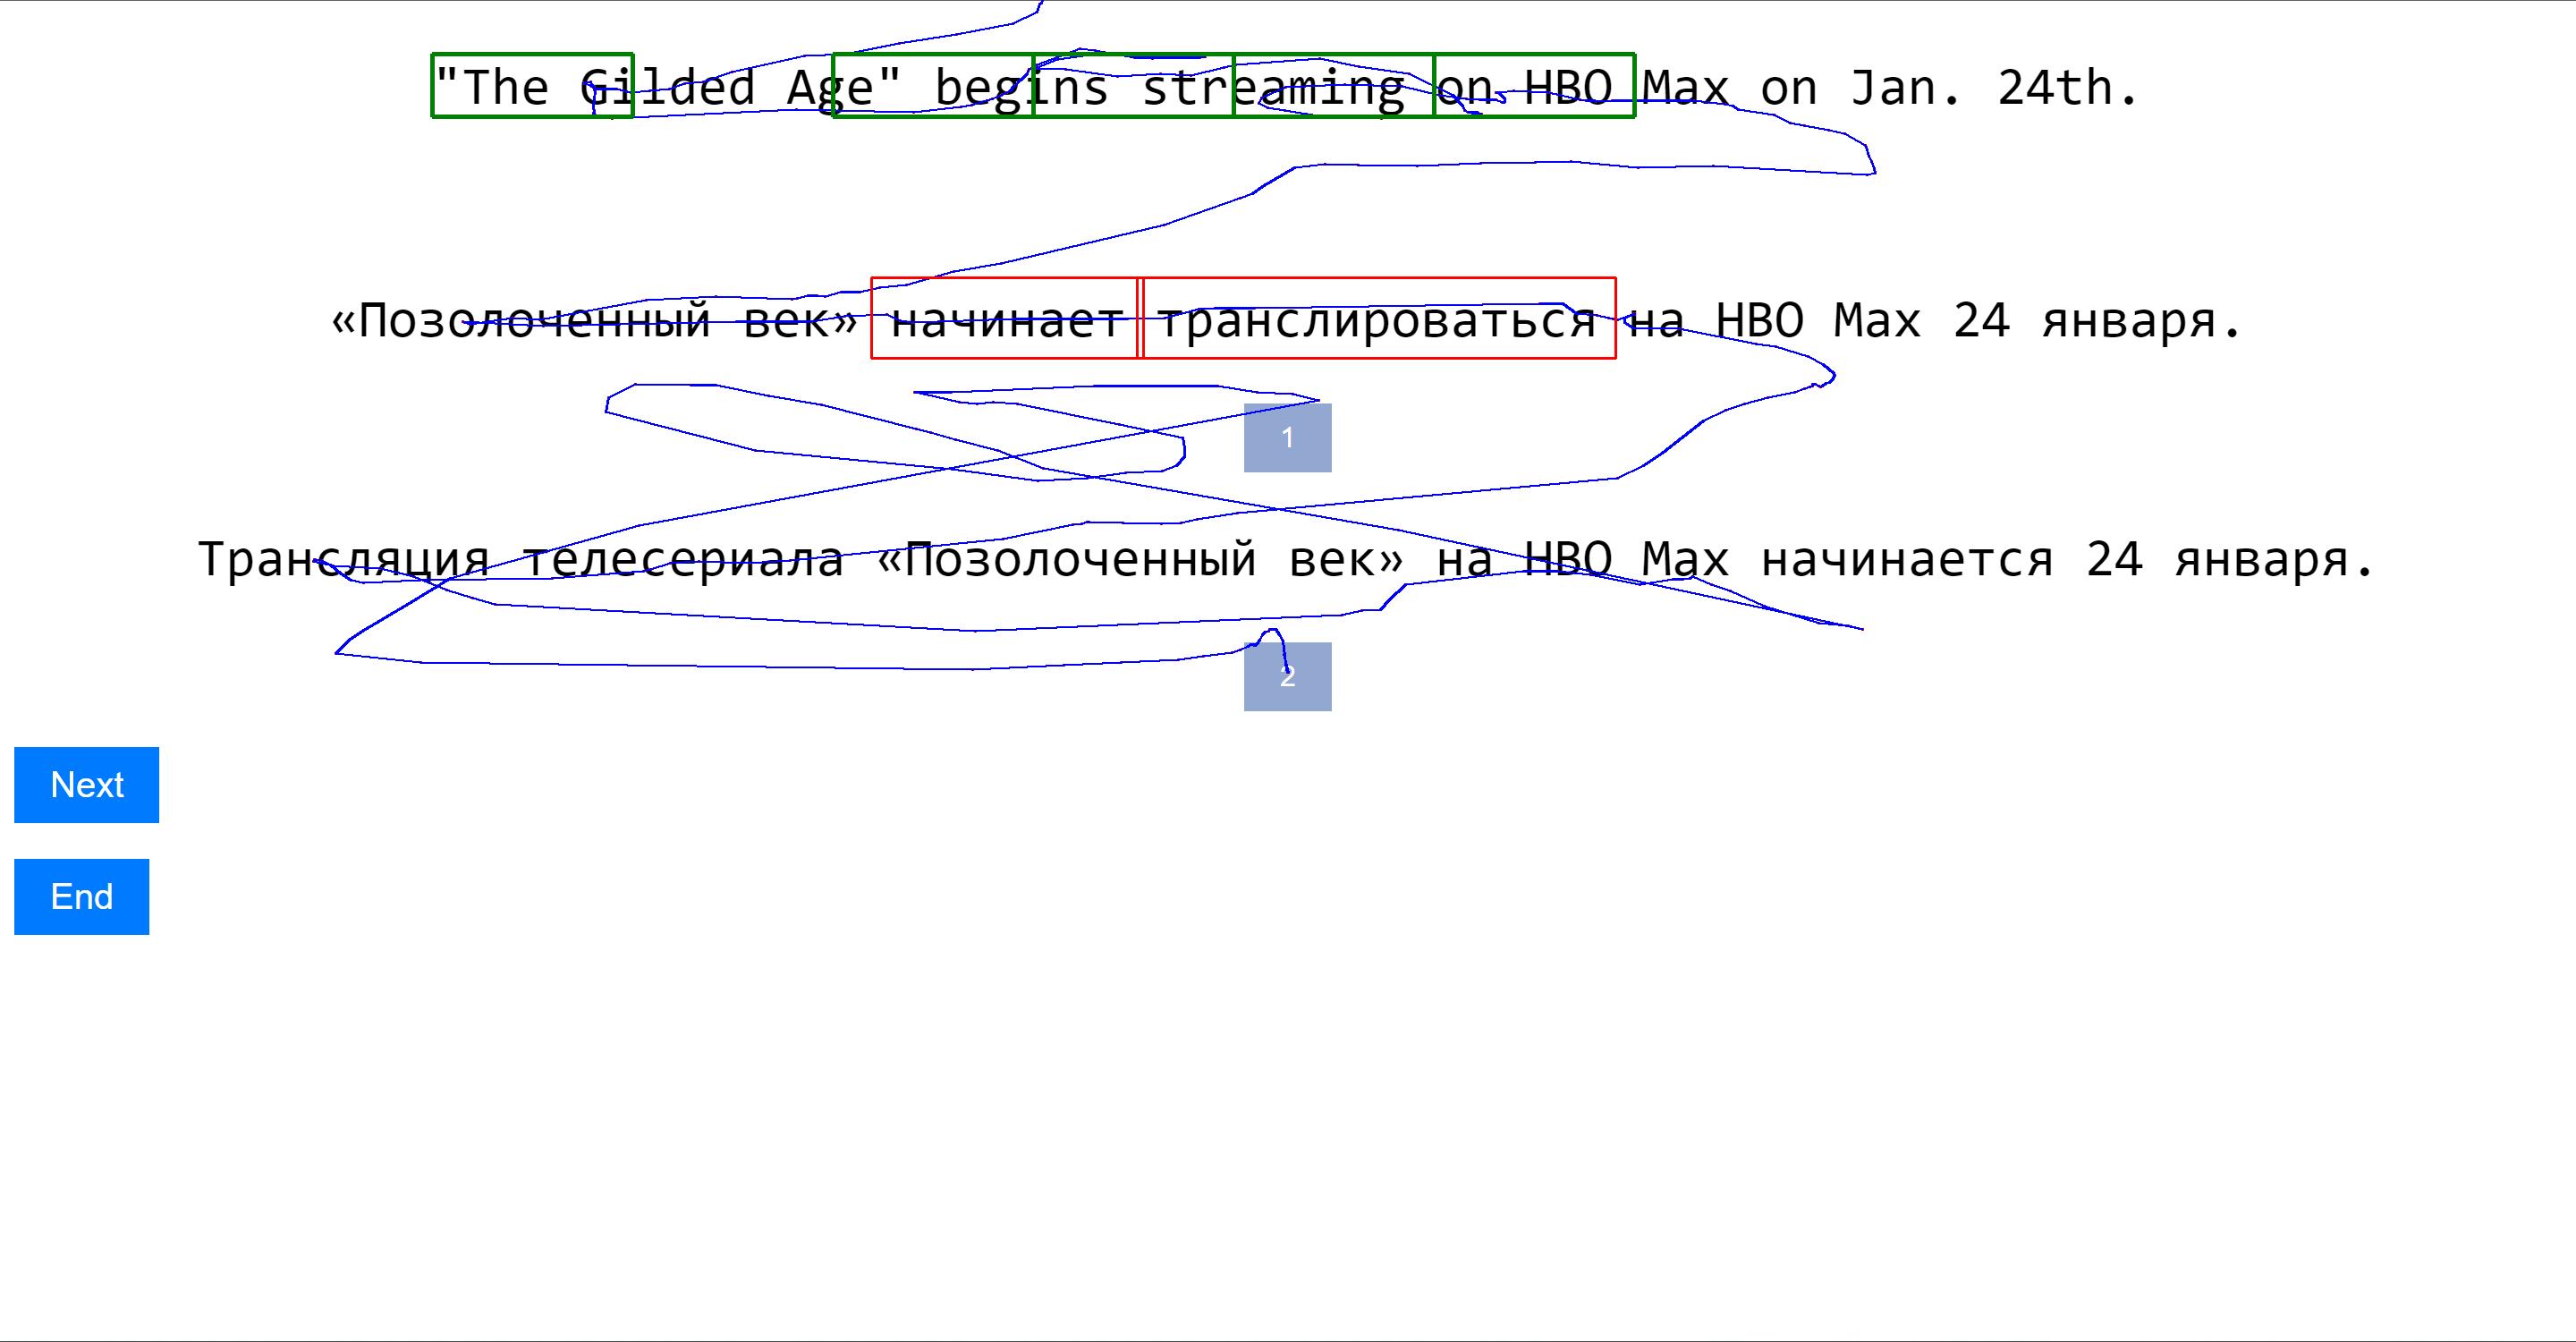 "The Gilded Age" begins streaming on HBO Max on Jan. 24th.
«Позолоченный век» начинает транслироваться на HBO Max 24 января.
1
Трансляция телесериала «Позолоченный век» на HBO Max начинается 24 января.
2
Next
End